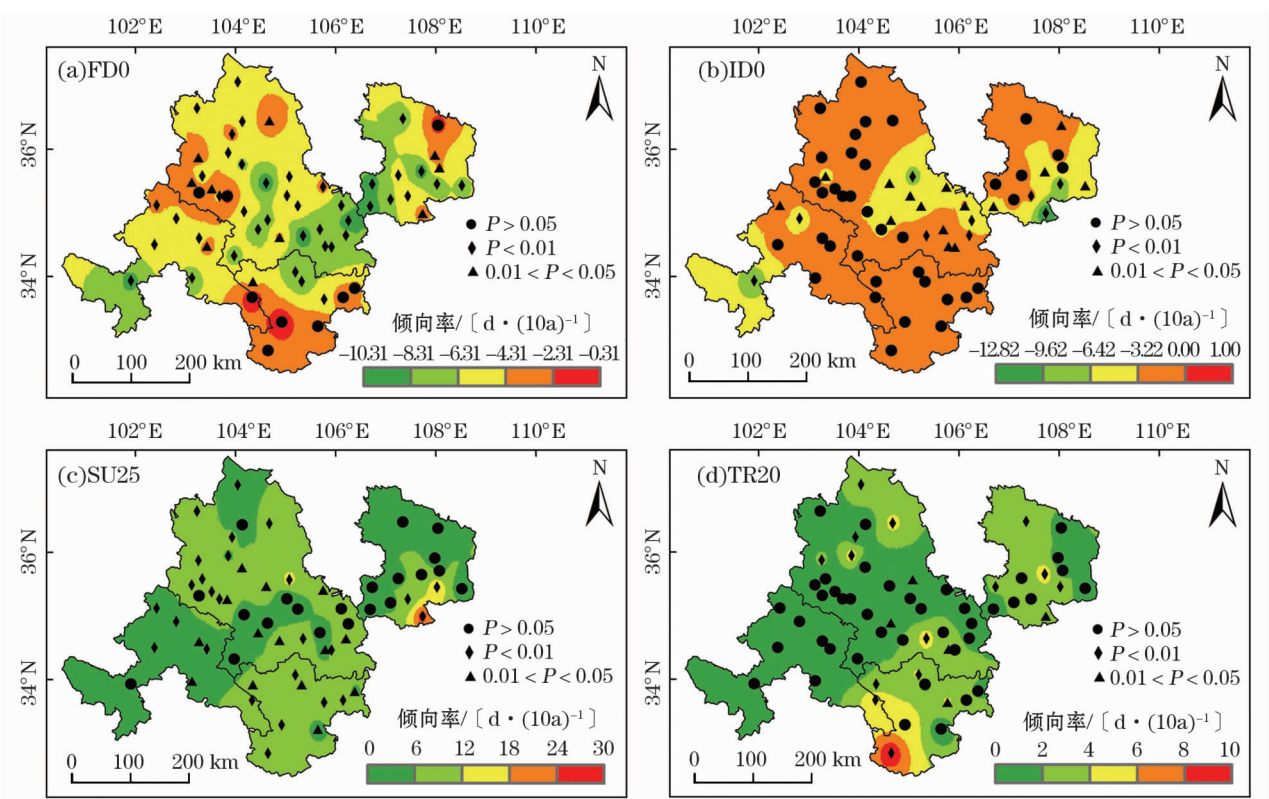 102°E 104°E 106°E 108°E 110°E
(a)FD0
N
36°N
34°N
P > 0.05
P < 0.01
0.01 < P < 0.05
倾向率/〔d·(10a)⁻¹〕
−10.31 −8.31 −6.31 −4.31 −2.31 −0.31
0 100 200 km
102°E 104°E 106°E 108°E 110°E
(b)ID0
N
36°N
34°N
P > 0.05
P < 0.01
0.01 < P < 0.05
倾向率/〔d·(10a)⁻¹〕
−12.82 −9.62 −6.42 −3.22 0.00 1.00
0 100 200 km
102°E 104°E 106°E 108°E 110°E
(c)SU25
N
36°N
34°N
P > 0.05
P < 0.01
0.01 < P < 0.05
倾向率/〔d·(10a)⁻¹〕
0 6 12 18 24 30
0 100 200 km
102°E 104°E 106°E 108°E 110°E
(d)TR20
N
36°N
34°N
P > 0.05
P < 0.01
0.01 < P < 0.05
倾向率/〔d·(10a)⁻¹〕
0 2 4 6 8 10
0 100 200 km